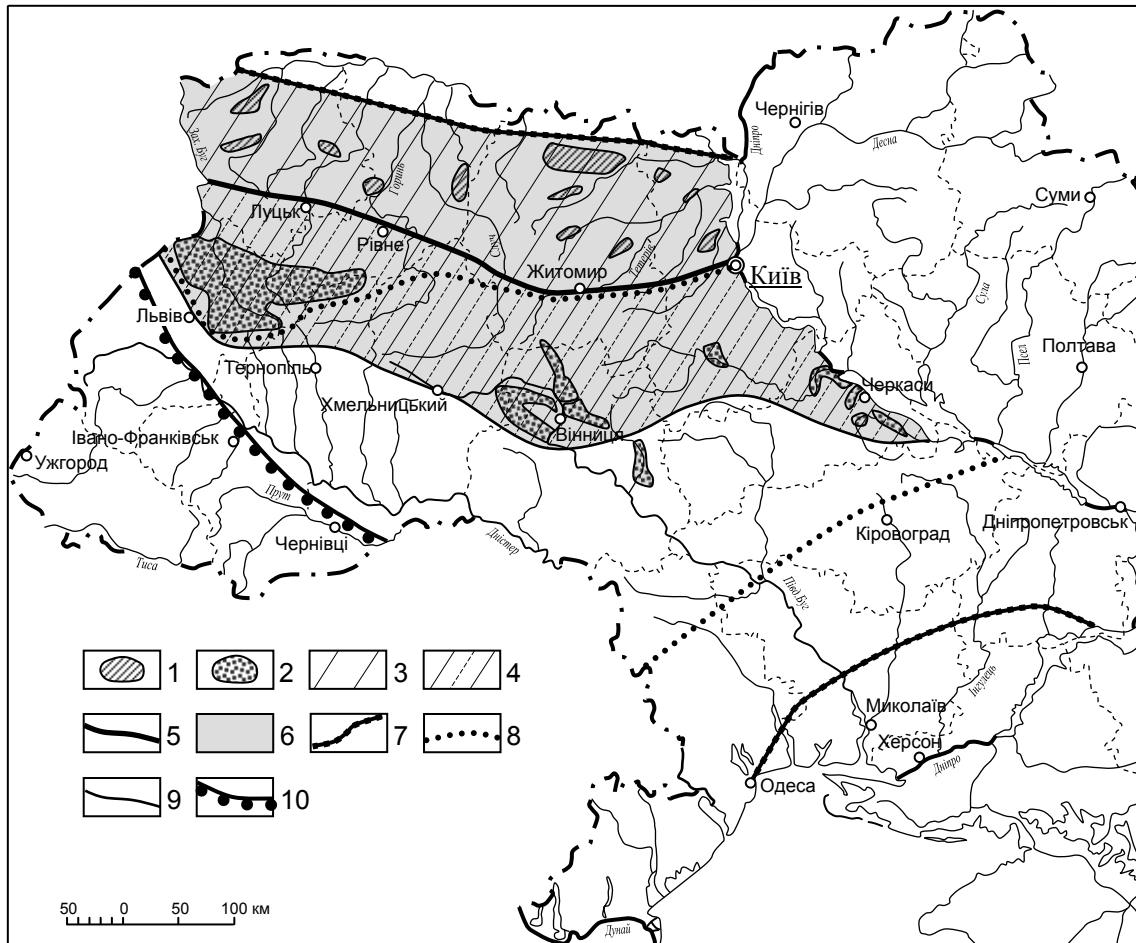 Чернігів
Дніпро
Десна
Зах. Буг
Суми
Горинь
Луцьк
Рівне
Случ
Тетерів
Житомир
Київ
Сула
Псел
Львів
Полтава
Тернопіль
Черкаси
Хмельницький
Вінниця
Івано-Франківськ
Ужгород
Прут
Дніпропетровськ
Кіровоград
Чернівці
Дністер
Тиса
Півд.Буг
Інгулець
1
2
3
4
Миколаїв
5
6
7
8
Херсон
Дніпро
Одеса
9
10
50 0 50 100 км
Дунай